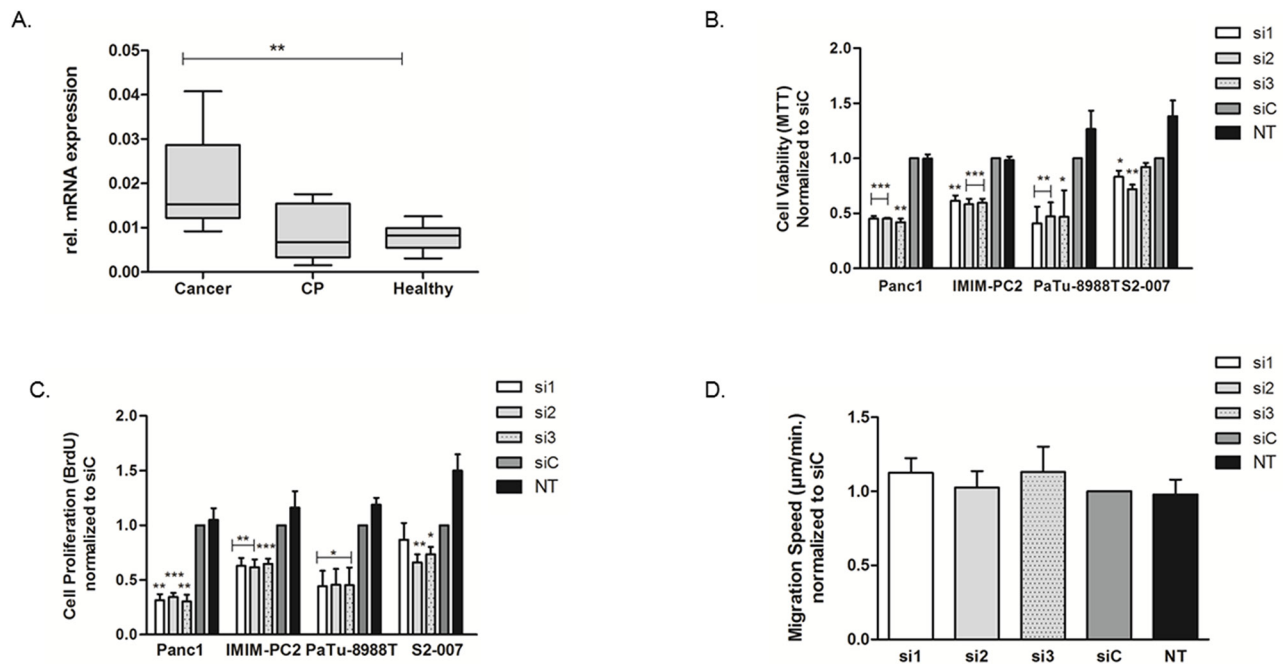 A.
**
0.05
0.04
0.03
0.02
0.01
0.00
rel. mRNA expression
Cancer CP Healthy
B.
si1
si2
si3
siC
NT
2.0
1.5
1.0
0.5
0.0
Cell Viability (MTT)
Normalized to siC
*** ** ** *** ** * * **
Panc1 IMIM-PC2 PaTu-8988T S2-007
C.
si1
si2
si3
siC
NT
2.0
1.5
1.0
0.5
0.0
Cell Proliferation (BrdU)
normalized to siC
** *** ** ** *** * ** *
Panc1 IMIM-PC2 PaTu-8988T S2-007
D.
si1
si2
si3
siC
NT
1.5
1.0
0.5
0.0
Migration Speed (µm/min.)
normalized to siC
si1 si2 si3 siC NT